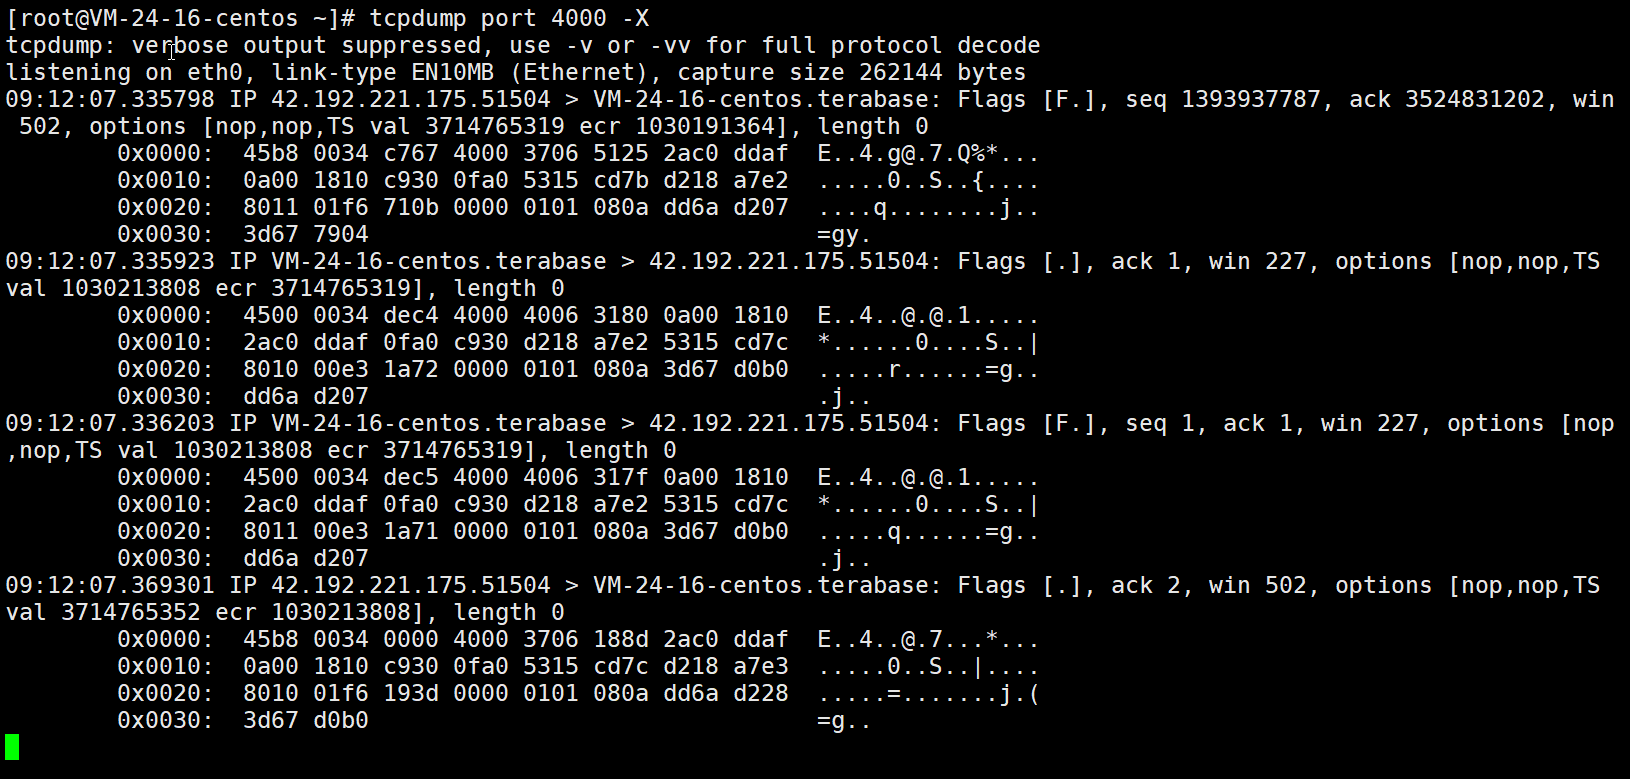 [root@VM-24-16-centos ~]# tcpdump port 4000 -X
tcpdump: verbose output suppressed, use -v or -vv for full protocol decode
listening on eth0, link-type EN10MB (Ethernet), capture size 262144 bytes
09:12:07.335798 IP 42.192.221.175.51504 > VM-24-16-centos.terabase: Flags [F.], seq 1393937787, ack 3524831202, win
 502, options [nop,nop,TS val 3714765319 ecr 1030191364], length 0
        0x0000:  45b8 0034 c767 4000 3706 5125 2ac0 ddaf  E..4.g@.7.Q%*...
        0x0010:  0a00 1810 c930 0fa0 5315 cd7b d218 a7e2  .....0..S..{....
        0x0020:  8011 01f6 710b 0000 0101 080a dd6a d207  ....q........j..
        0x0030:  3d67 7904                                =gy.
09:12:07.335923 IP VM-24-16-centos.terabase > 42.192.221.175.51504: Flags [.], ack 1, win 227, options [nop,nop,TS
val 1030213808 ecr 3714765319], length 0
        0x0000:  4500 0034 dec4 4000 4006 3180 0a00 1810  E..4..@.@.1.....
        0x0010:  2ac0 ddaf 0fa0 c930 d218 a7e2 5315 cd7c  *......0....S..|
        0x0020:  8010 00e3 1a72 0000 0101 080a 3d67 d0b0  .....r......=g..
        0x0030:  dd6a d207                                .j..
09:12:07.336203 IP VM-24-16-centos.terabase > 42.192.221.175.51504: Flags [F.], seq 1, ack 1, win 227, options [nop
,nop,TS val 1030213808 ecr 3714765319], length 0
        0x0000:  4500 0034 dec5 4000 4006 317f 0a00 1810  E..4..@.@.1.....
        0x0010:  2ac0 ddaf 0fa0 c930 d218 a7e2 5315 cd7c  *......0....S..|
        0x0020:  8011 00e3 1a71 0000 0101 080a 3d67 d0b0  .....q......=g..
        0x0030:  dd6a d207                                .j..
09:12:07.369301 IP 42.192.221.175.51504 > VM-24-16-centos.terabase: Flags [.], ack 2, win 502, options [nop,nop,TS
val 3714765352 ecr 1030213808], length 0
        0x0000:  45b8 0034 0000 4000 3706 188d 2ac0 ddaf  E..4..@.7...*...
        0x0010:  0a00 1810 c930 0fa0 5315 cd7c d218 a7e3  .....0..S..|....
        0x0020:  8010 01f6 193d 0000 0101 080a dd6a d228  .....=.......j.(
        0x0030:  3d67 d0b0                                =g..